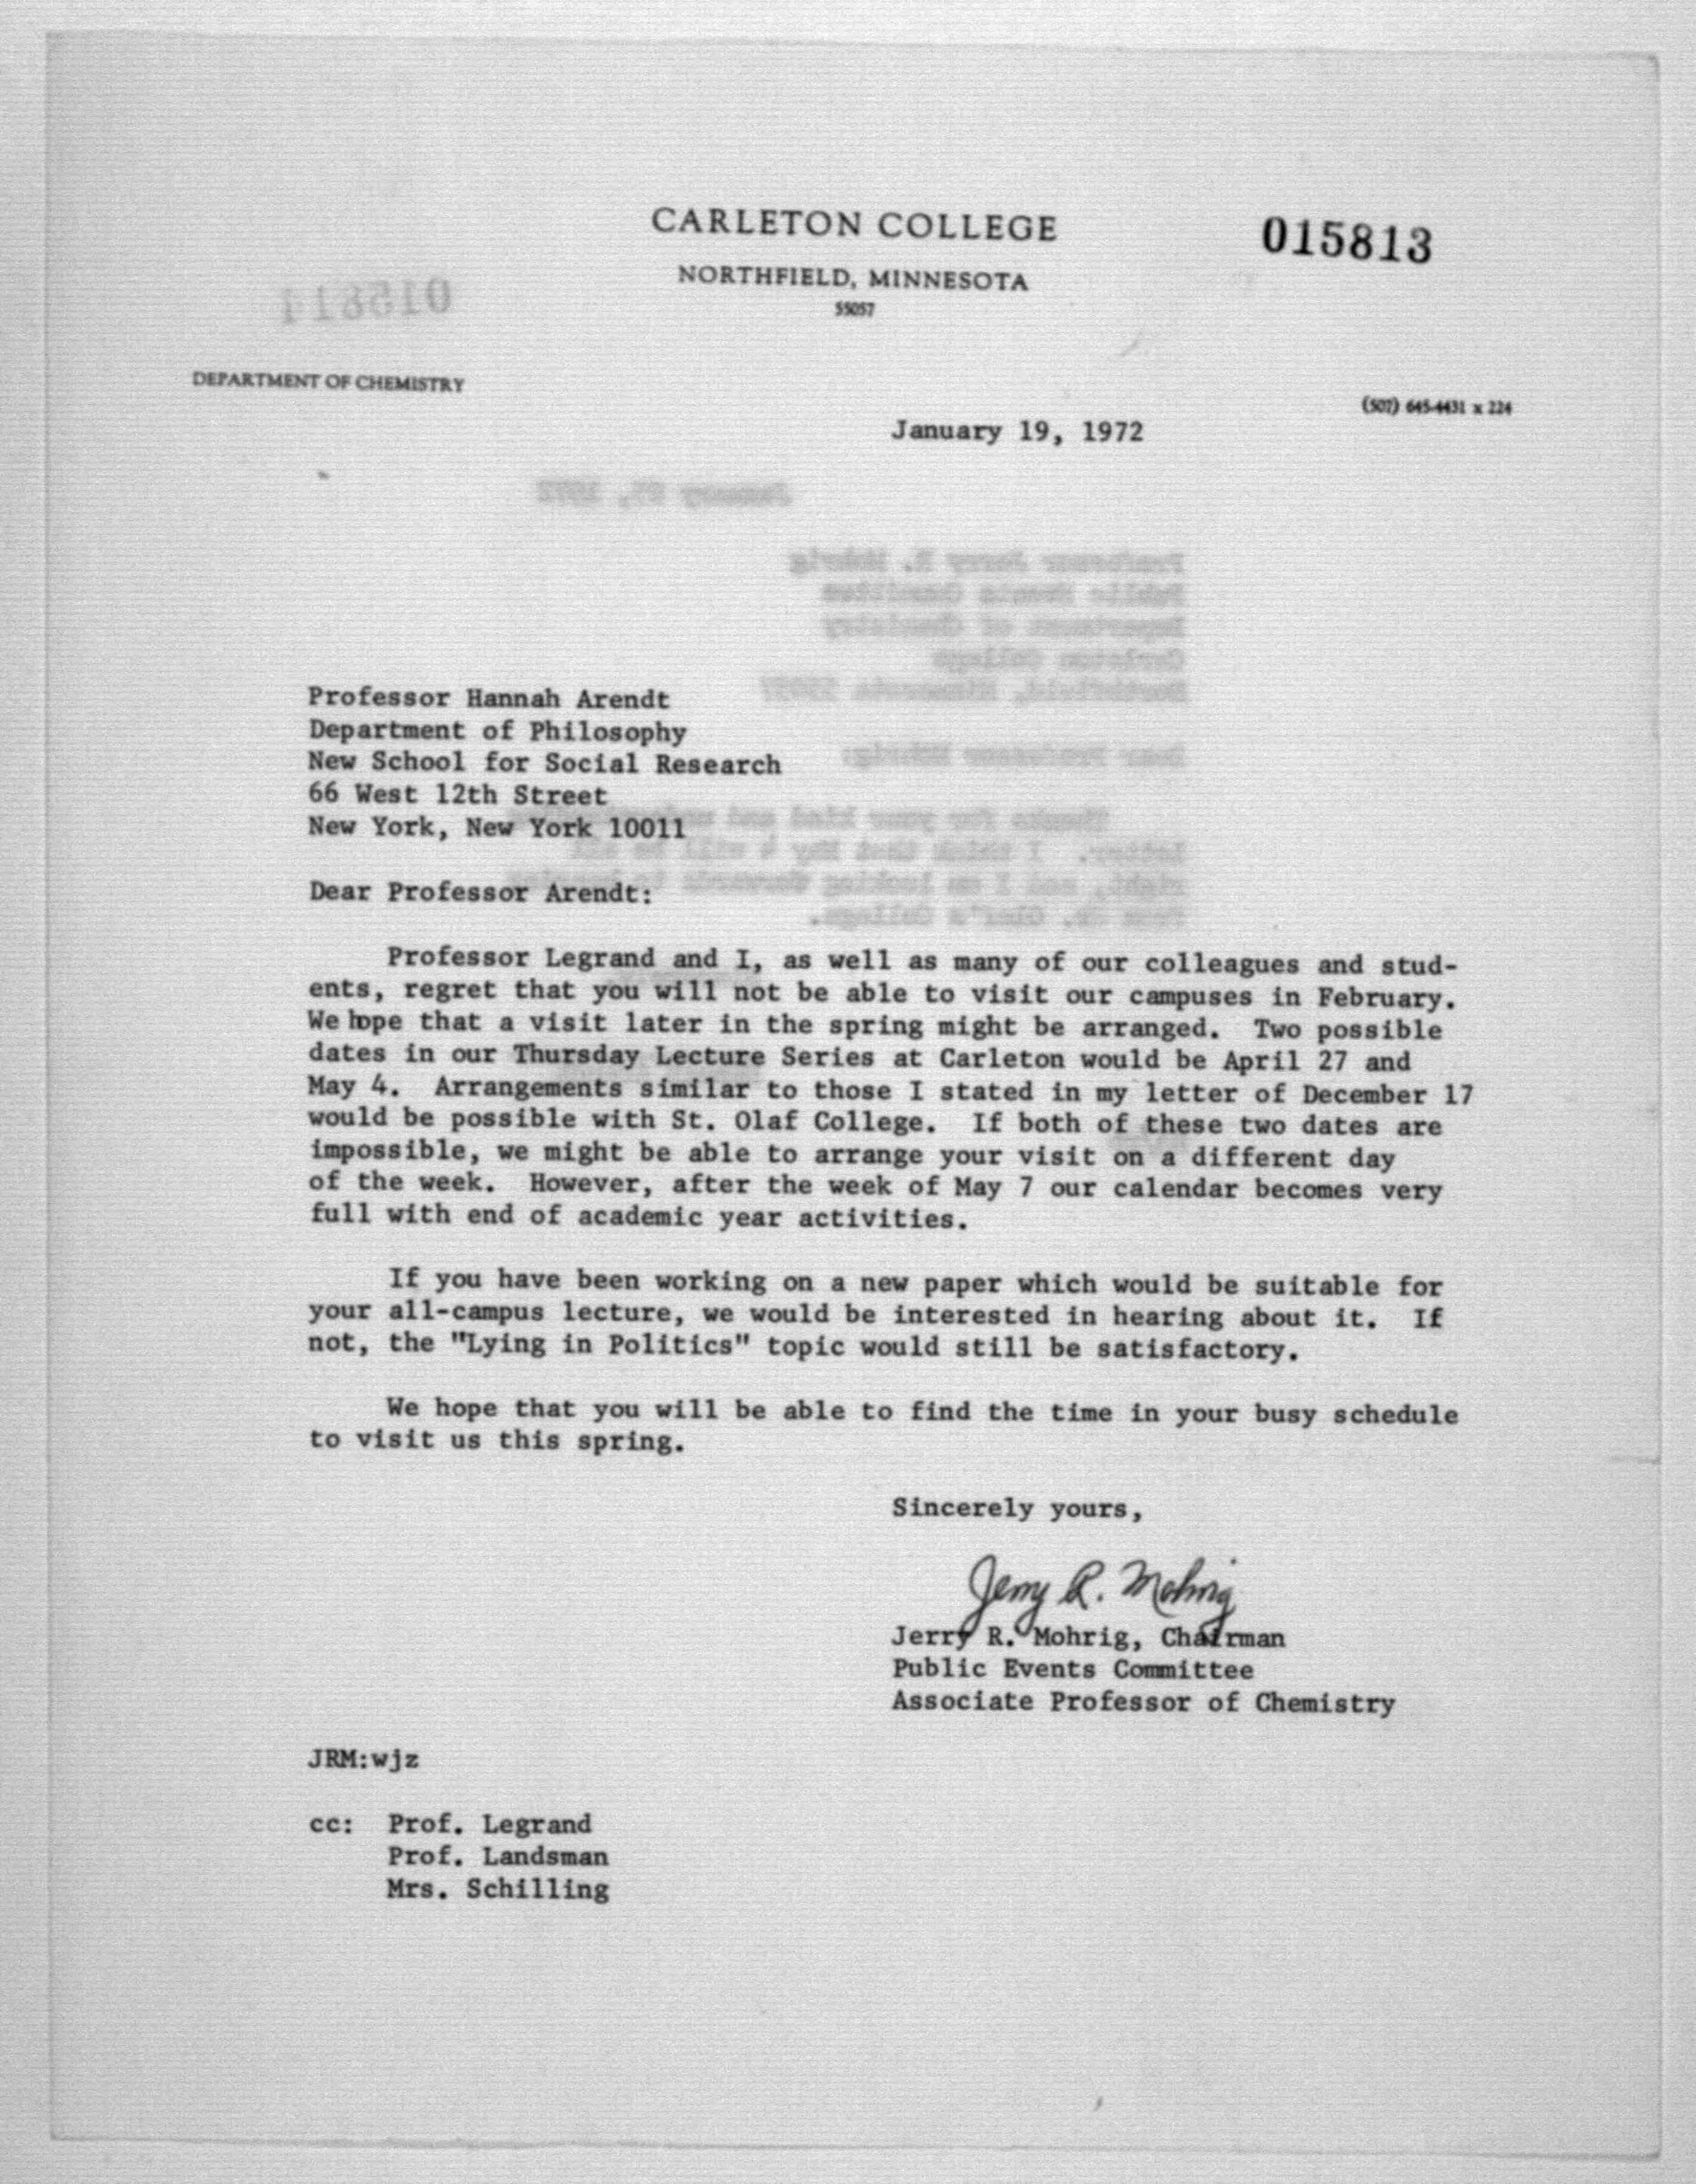 CARLETON COLLEGE
015813
NORTHFIELD, MINNESOTA
55057
DEPARTMENT OF CHEMISTRY
(507) 645-4431 x 224
January 19, 1972
Professor Hannah Arendt
Department of Philosophy
New School for Social Research
66 West 12th Street
New York, New York 10011
Dear Professor Arendt:
Professor Legrand and I, as well as many of our colleagues and stud-
ents, regret that you will not be able to visit our campuses in February.
We hope that a visit later in the spring might be arranged. Two possible
dates in our Thursday Lecture Series at Carleton would be April 27 and
May 4. Arrangements similar to those I stated in my letter of December 17
would be possible with St. Olaf College. If both of these two dates are
impossible, we might be able to arrange your visit on a different day
of the week. However, after the week of May 7 our calendar becomes very
full with end of academic year activities.
If you have been working on a new paper which would be suitable for
your all-campus lecture, we would be interested in hearing about it. If
not, the "Lying in Politics" topic would still be satisfactory.
We hope that you will be able to find the time in your busy schedule
to visit us this spring.
Sincerely yours,
Jerry R. Mohrig
Jerry R. Mohrig, Chairman
Public Events Committee
Associate Professor of Chemistry
JRM:wjz
cc: Prof. Legrand
Prof. Landsman
Mrs. Schilling